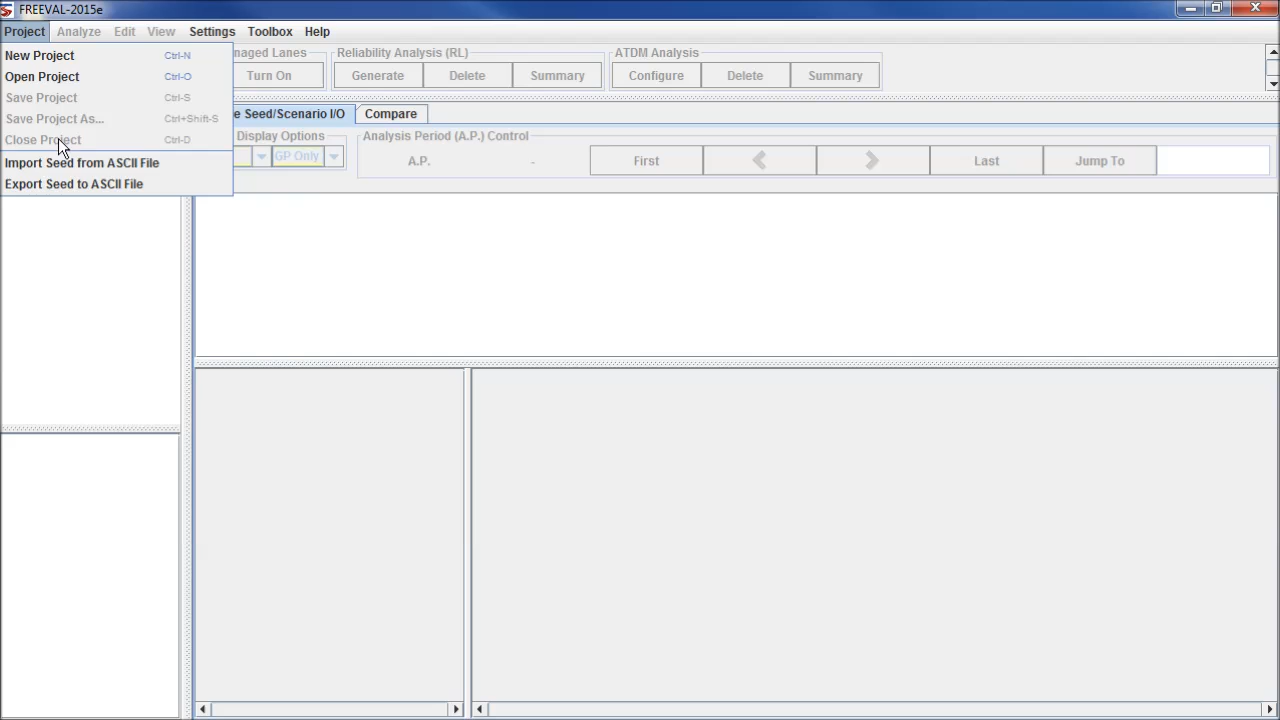 FREEVAL-2015e
Project Analyze Edit View Settings Toolbox Help
New Project Ctrl-N
Open Project Ctrl-O
Save Project Ctrl-S
Save Project As... Ctrl+Shift-S
Close Project Ctrl-D
Import Seed from ASCII File
Export Seed to ASCII File
naged Lanes
Turn On
Reliability Analysis (RL)
Generate Delete Summary
ATDM Analysis
Configure Delete Summary
e Seed/Scenario I/O Compare
Display Options
GP Only
Analysis Period (A.P.) Control
A.P. - First Last Jump To